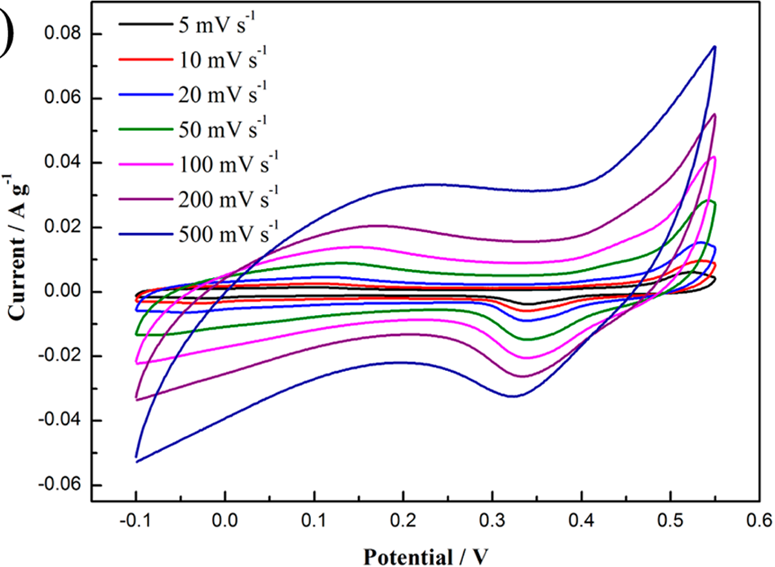 )
5 mV s⁻¹
10 mV s⁻¹
20 mV s⁻¹
50 mV s⁻¹
100 mV s⁻¹
200 mV s⁻¹
500 mV s⁻¹
0.08
0.06
0.04
0.02
0.00
-0.02
-0.04
-0.06
Current / A g⁻¹
-0.1 0.0 0.1 0.2 0.3 0.4 0.5 0.6
Potential / V